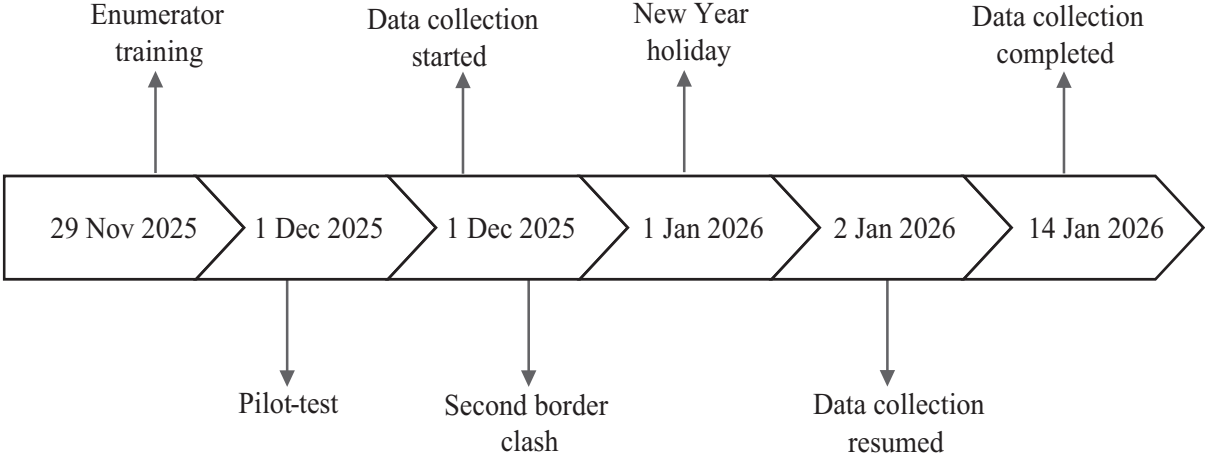 Enumerator
training
Data collection
started
New Year
holiday
Data collection
completed
29 Nov 2025
1 Dec 2025
1 Dec 2025
1 Jan 2026
2 Jan 2026
14 Jan 2026
Pilot-test
Second border
clash
Data collection
resumed